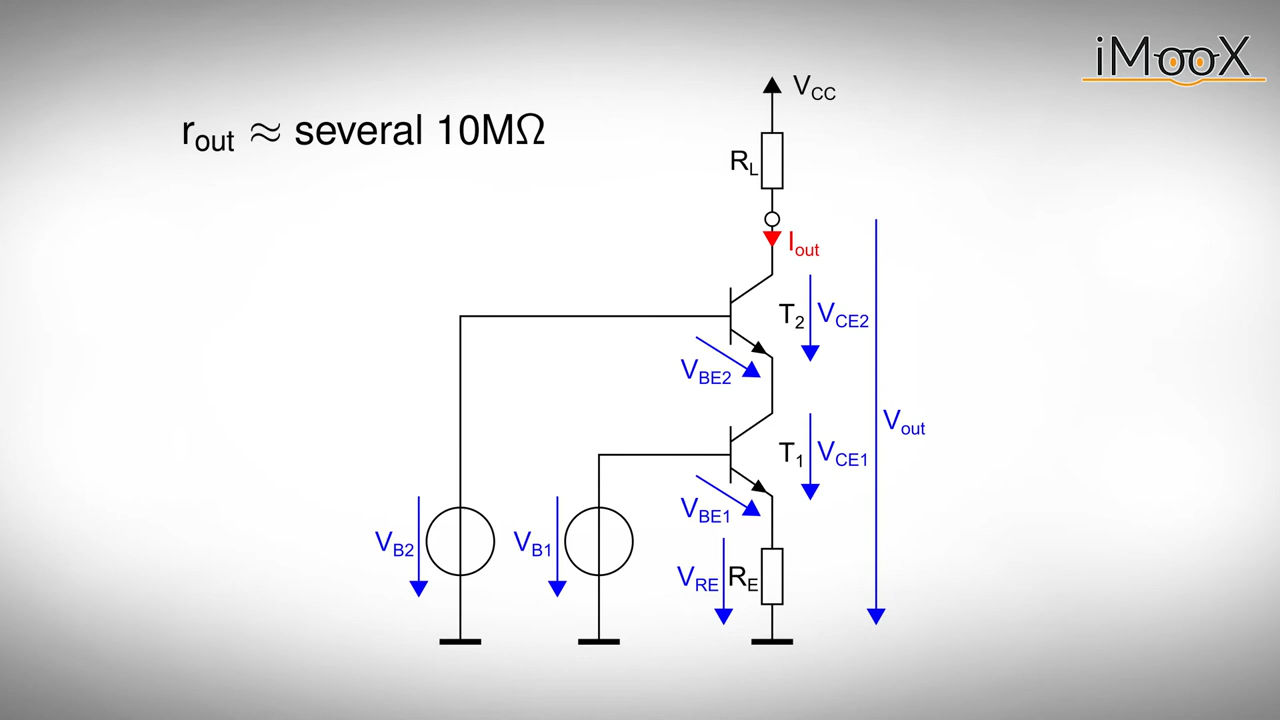 iMooX
V_CC
r_out ≈ several 10MΩ
R_L
I_out
T_2 V_CE2
V_BE2
V_out
T_1 V_CE1
V_BE1
V_B2 V_B1
V_RE R_E